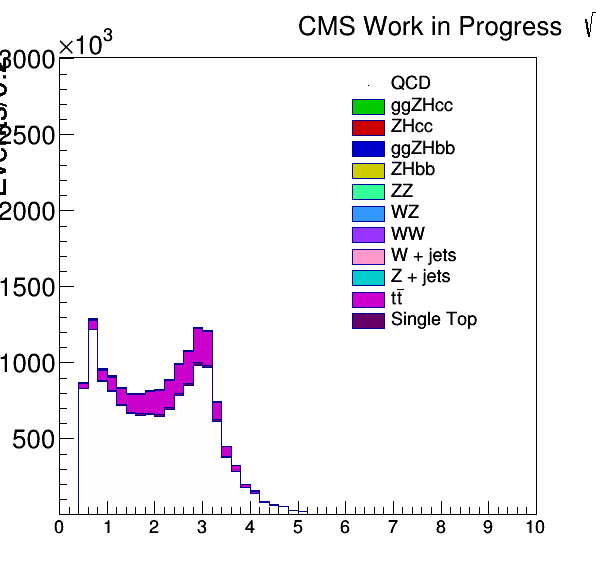 CMS Work in Progress √
×10³
3000
2500
2000
1500
1000
500
QCD
ggZHcc
ZHcc
ggZHbb
ZHbb
ZZ
WZ
WW
W + jets
Z + jets
tt̄
Single Top
0 1 2 3 4 5 6 7 8 9 10